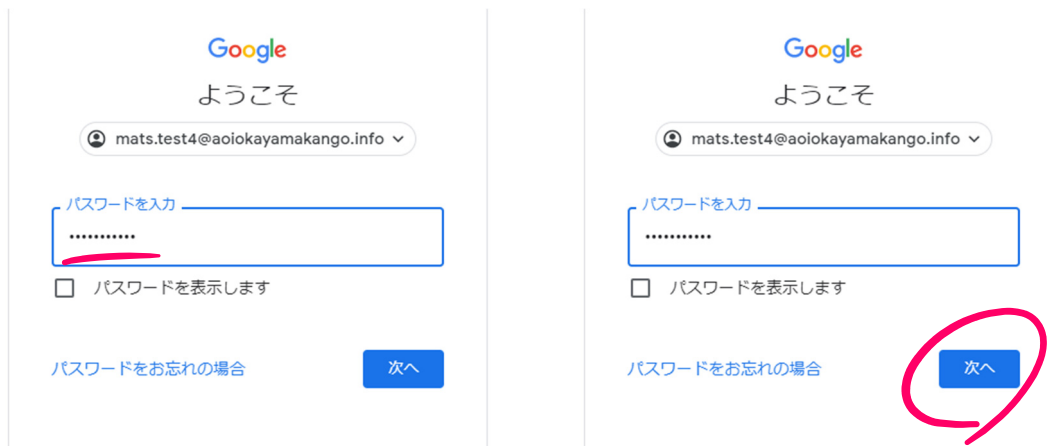 Google
ようこそ
mats.test4@aoiokayamakango.info
パスワードを入力
•••••••••••
パスワードを表示します
パスワードをお忘れの場合
次へ
Google
ようこそ
mats.test4@aoiokayamakango.info
パスワードを入力
•••••••••••
パスワードを表示します
パスワードをお忘れの場合
次へ